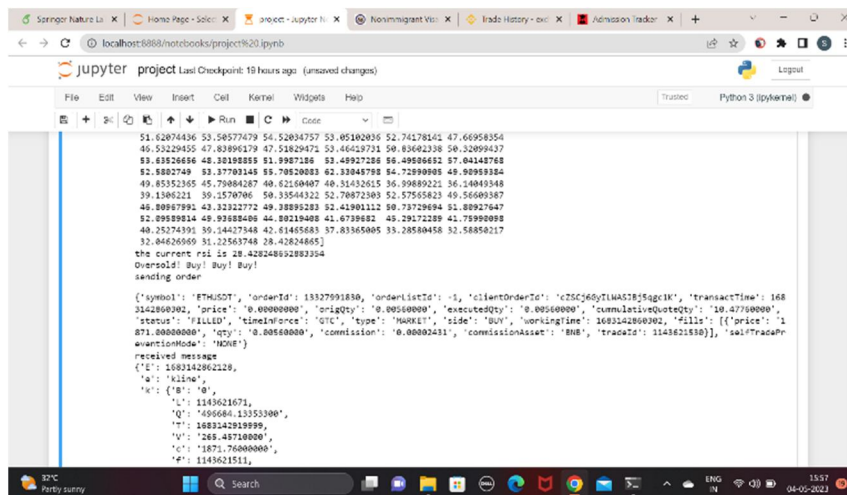 Springer Nature Li
Home Page - Select
project - Jupyter N
Nonimmigrant Vis
Trade History - exc
Admission Tracker
localhost:8888/notebooks/project%20.ipynb
jupyter project Last Checkpoint: 19 hours ago (unsaved changes)
Logout
File Edit View Insert Cell Kernel Widgets Help
Trusted
Python 3 (ipykernel)
Run
Code
51.62074436 53.50577479 54.52034757 53.05102036 52.74178141 47.66958354
46.53229455 47.83896179 47.51829471 53.46419731 50.83602338 50.32099437
53.63526656 48.30198855 51.9987186 53.49927286 56.49506652 57.04148768
52.5802749 53.37703145 55.70520883 62.33045798 54.72990905 49.90959384
49.85352365 45.79084287 40.62160407 40.31432615 36.99889221 36.14049348
39.1306221 39.1570706 50.33544322 52.70872303 52.57565823 49.56609387
46.80967991 43.32322772 49.38895283 52.41901112 50.73729694 51.80927647
52.09589814 49.93688406 44.80219408 41.6739682 45.29172289 41.75990098
40.25274391 39.14427348 42.61465683 37.83365005 33.28580458 32.58850217
32.04626969 31.22563748 28.42824865]
the current rsi is 28.428248652883354
Oversold! Buy! Buy! Buy!
sending order
{'symbol': 'ETHUSDT', 'orderId': 13327991830, 'orderListId': -1, 'clientOrderId': 'cZSCj60yILWASIBj5qgc1K', 'transactTime': 168
3142860302, 'price': '0.00000000', 'origQty': '0.00560000', 'executedQty': '0.00560000', 'cummulativeQuoteQty': '10.47760000',
'status': 'FILLED', 'timeInForce': 'GTC', 'type': 'MARKET', 'side': 'BUY', 'workingTime': 1683142860302, 'fills': [{'price': '1
871.00000000', 'qty': '0.00560000', 'commission': '0.00002431', 'commissionAsset': 'BNB', 'tradeId': 1143621530}], 'selfTradePr
eventionMode': 'NONE'}
received message
{'E': 1683142862128,
'e': 'kline',
'k': {'B': '0',
'L': 1143621671,
'Q': '496684.13353300',
'T': 1683142919999,
'V': '265.45710000',
'c': '1871.76000000',
'f': 1143621511,
32°C
Partly sunny
Search
ENG
IN
15:57
04-05-2023